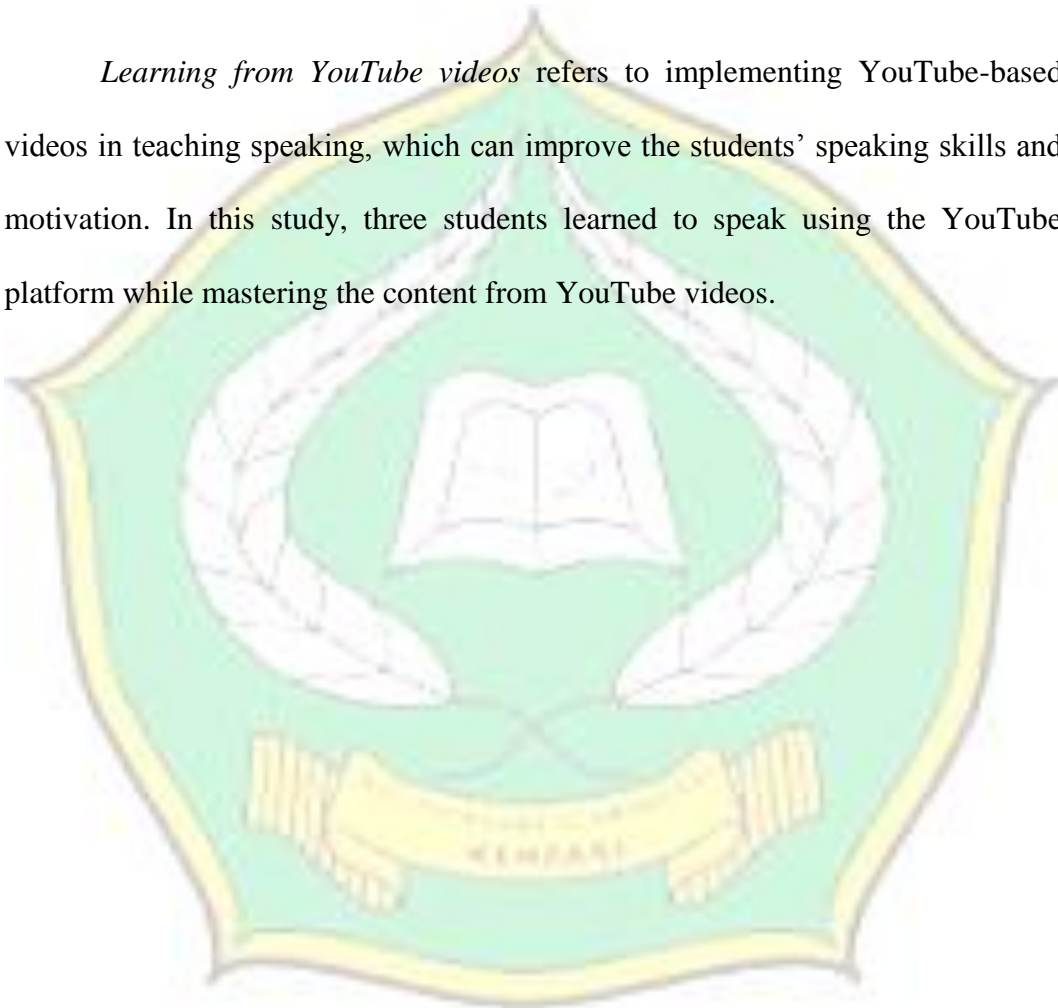 Learning from YouTube videos refers to implementing YouTube-based
videos in teaching speaking, which can improve the students’ speaking skills and
motivation. In this study, three students learned to speak using the YouTube
platform while mastering the content from YouTube videos.
KENDARI